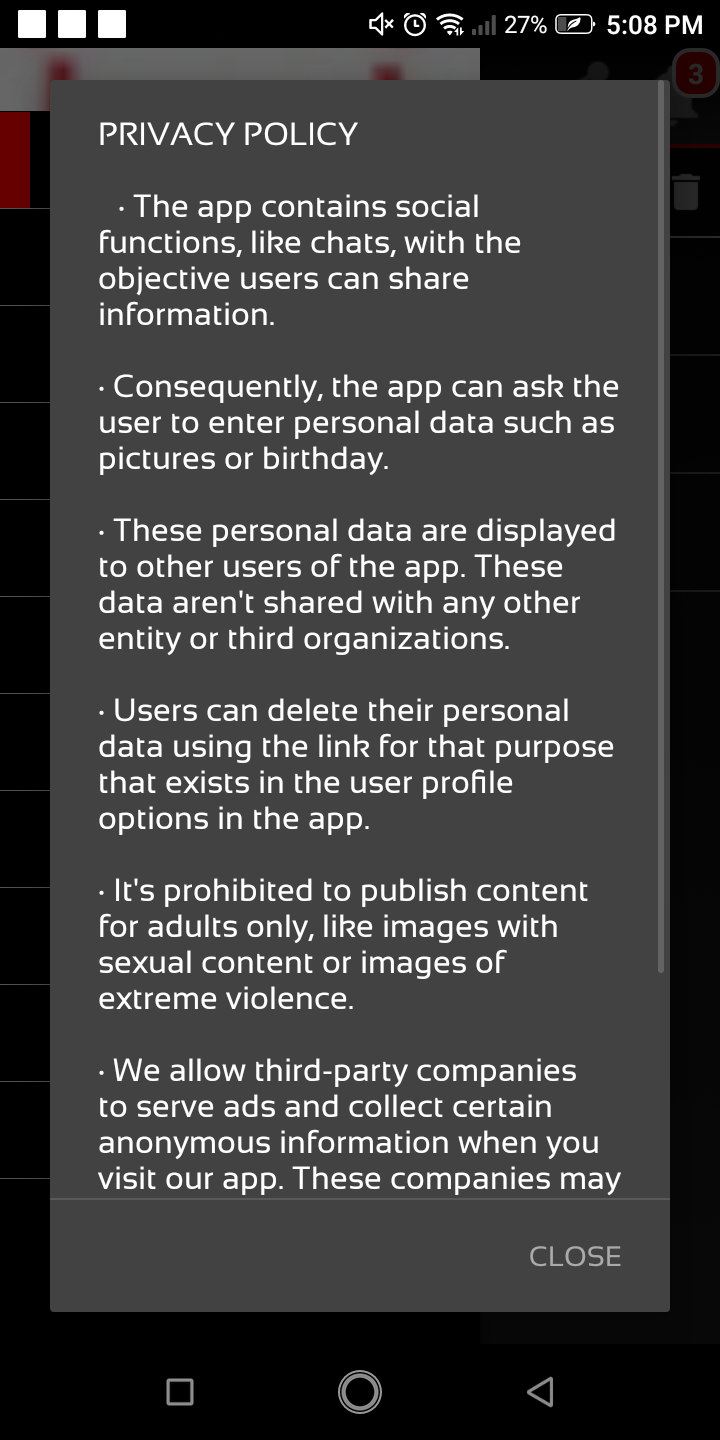 27% 5:08 PM
3
PRIVACY POLICY
· The app contains social
functions, like chats, with the
objective users can share
information.
· Consequently, the app can ask the
user to enter personal data such as
pictures or birthday.
· These personal data are displayed
to other users of the app. These
data aren't shared with any other
entity or third organizations.
· Users can delete their personal
data using the link for that purpose
that exists in the user profile
options in the app.
· It's prohibited to publish content
for adults only, like images with
sexual content or images of
extreme violence.
· We allow third-party companies
to serve ads and collect certain
anonymous information when you
visit our app. These companies may
CLOSE